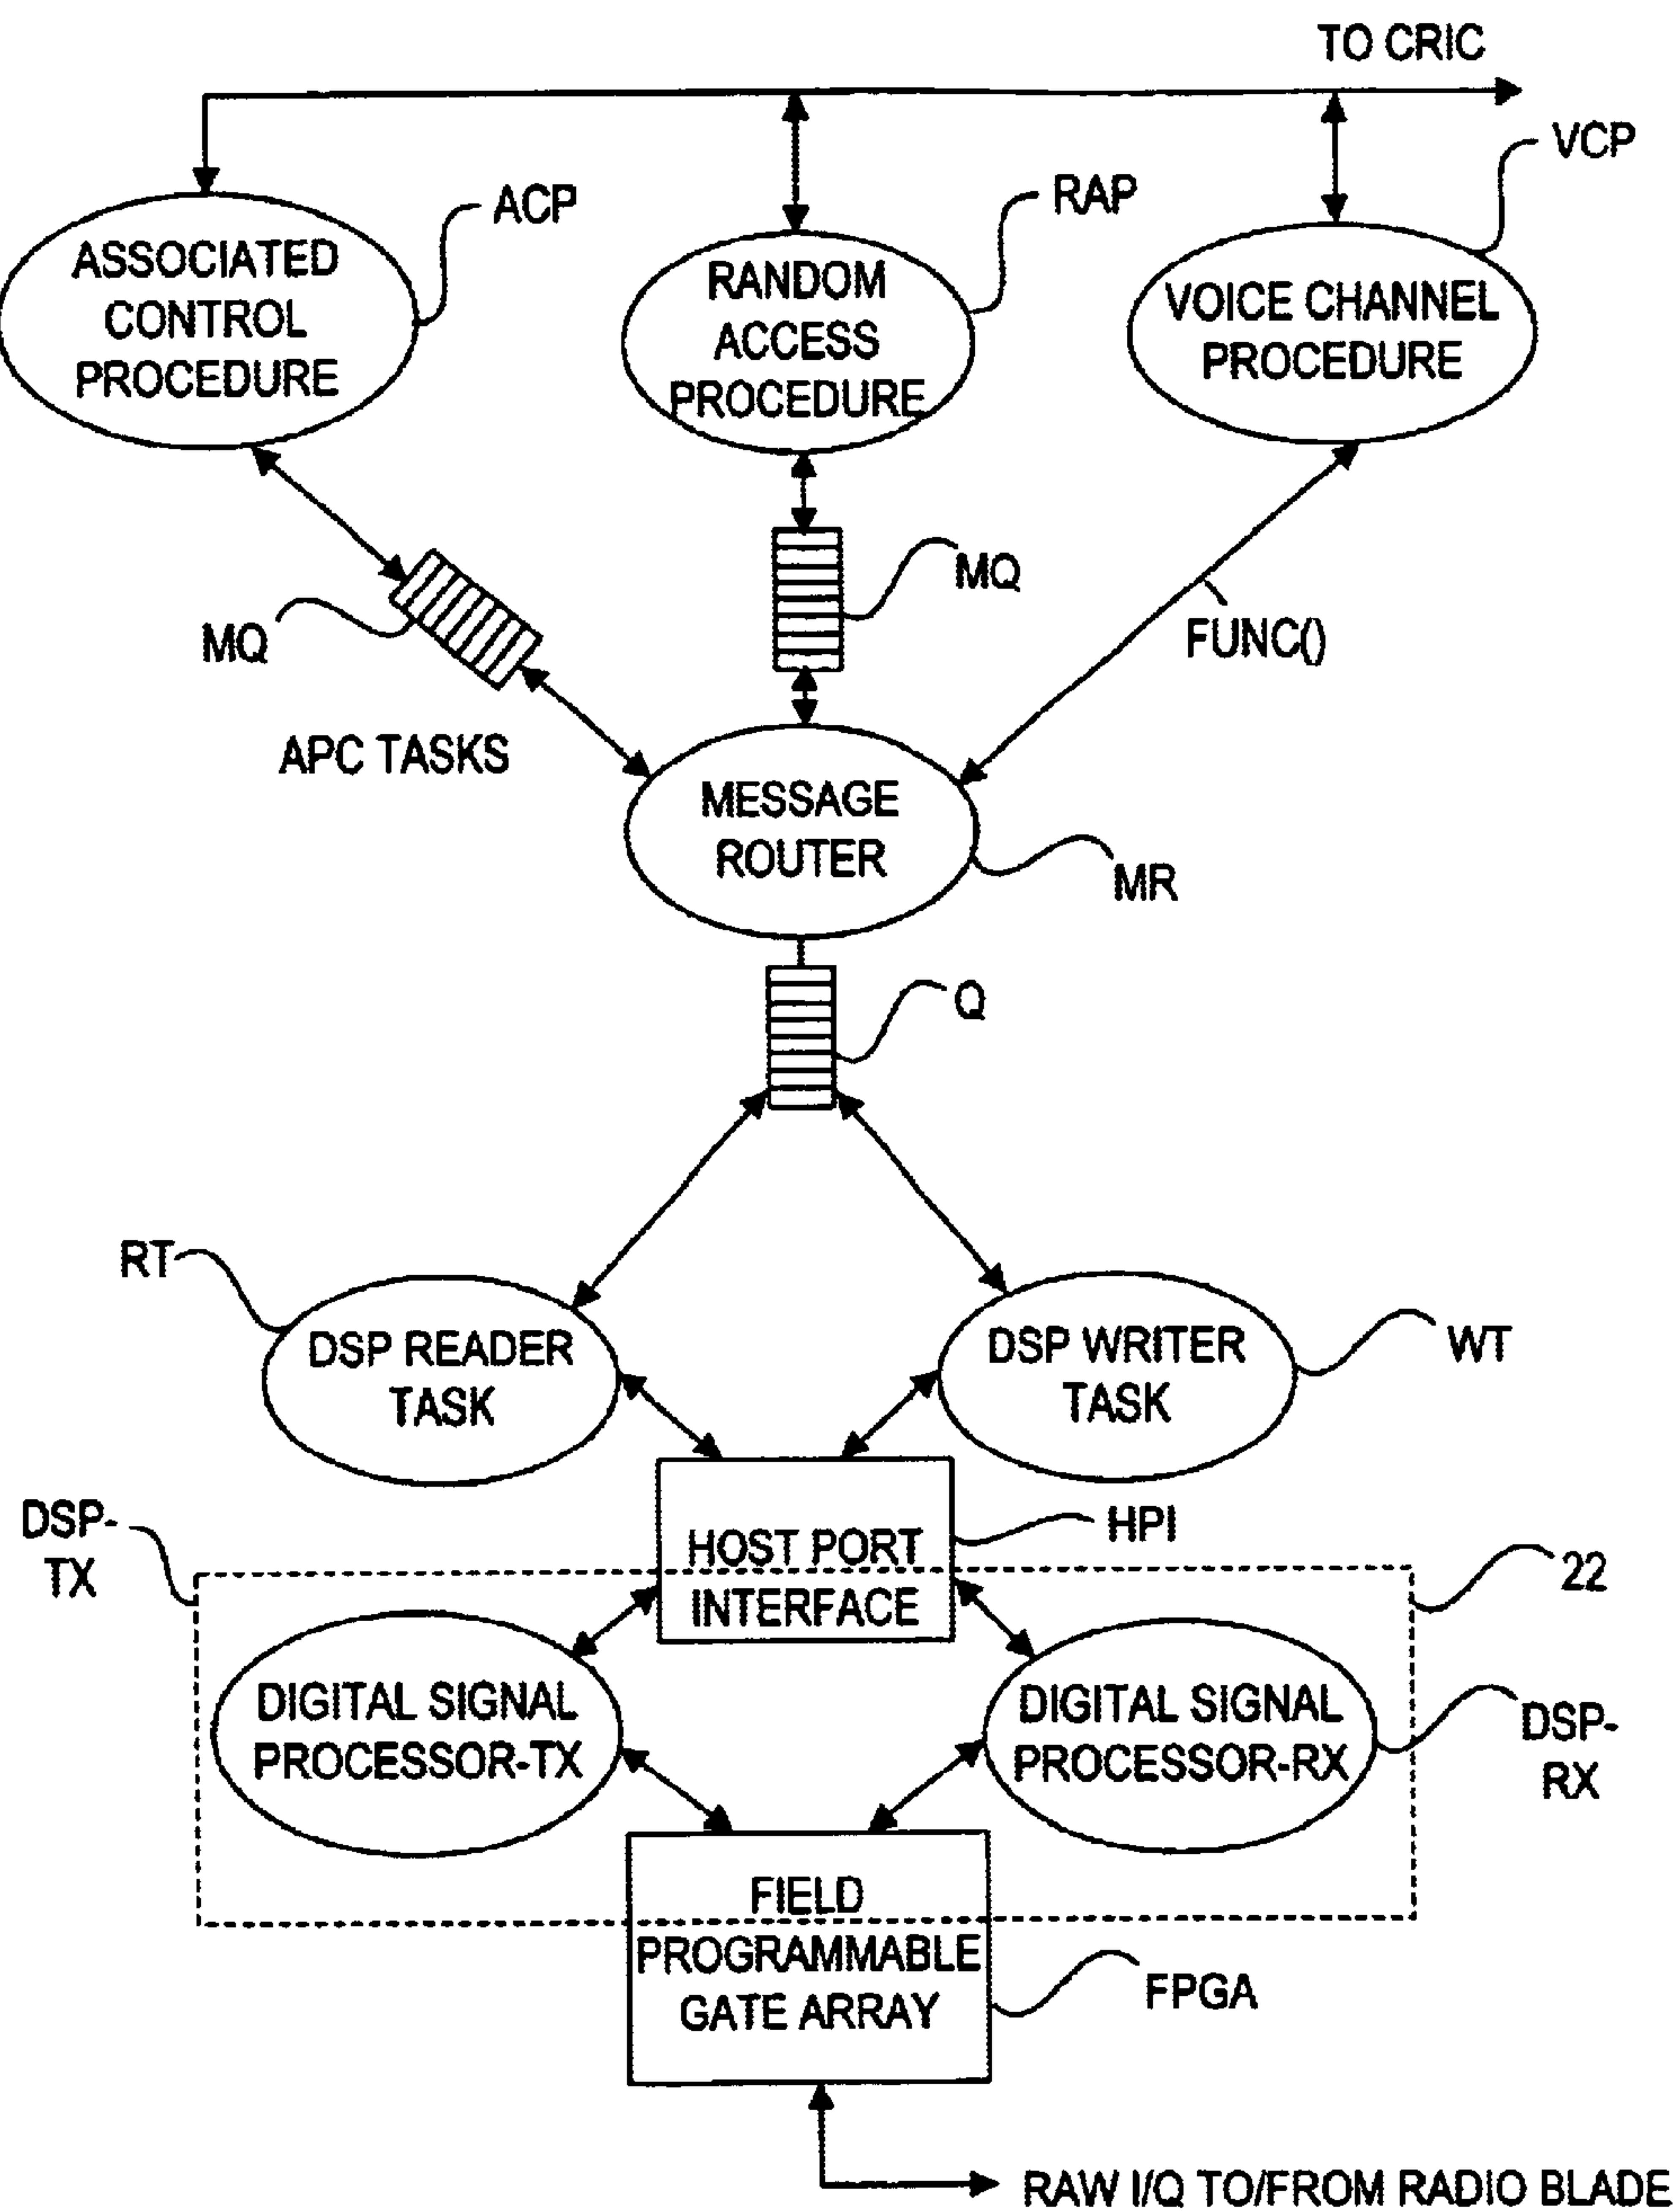 TO CRIC
VCP
ACP
RAP
ASSOCIATED
CONTROL
PROCEDURE
RANDOM
ACCESS
PROCEDURE
VOICE CHANNEL
PROCEDURE
MQ
MQ
FUNC()
APC TASKS
MESSAGE
ROUTER
MR
Q
RT
DSP READER
TASK
DSP WRITER
TASK
WT
DSP-
TX
HOST PORT
INTERFACE
HPI
22
DIGITAL SIGNAL
PROCESSOR-TX
DIGITAL SIGNAL
PROCESSOR-RX
DSP-
RX
FIELD
PROGRAMMABLE
GATE ARRAY
FPGA
RAW I/Q TO/FROM RADIO BLADE